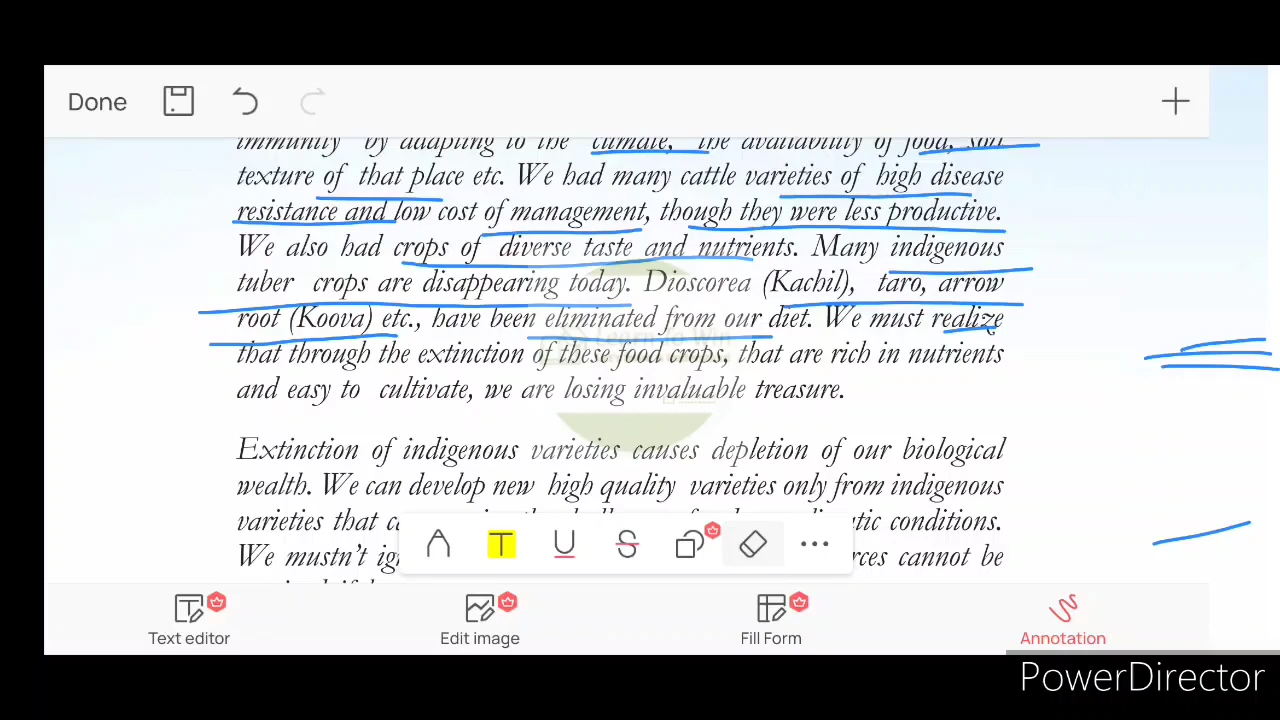 Done
immunity by adapting to the climate, the availability of food, soil
texture of that place etc. We had many cattle varieties of high disease
resistance and low cost of management, though they were less productive.
We also had crops of diverse taste and nutrients. Many indigenous
tuber crops are disappearing today. Dioscorea (Kachil), taro, arrow
root (Koova) etc., have been eliminated from our diet. We must realize
that through the extinction of these food crops, that are rich in nutrients
and easy to cultivate, we are losing invaluable treasure.
Learn to Win
Extinction of indigenous varieties causes depletion of our biological
wealth. We can develop new high quality varieties only from indigenous
varieties that conditions.
We mustn't cannot be
Text editor
Edit image
Fill Form
Annotation
PowerDirector